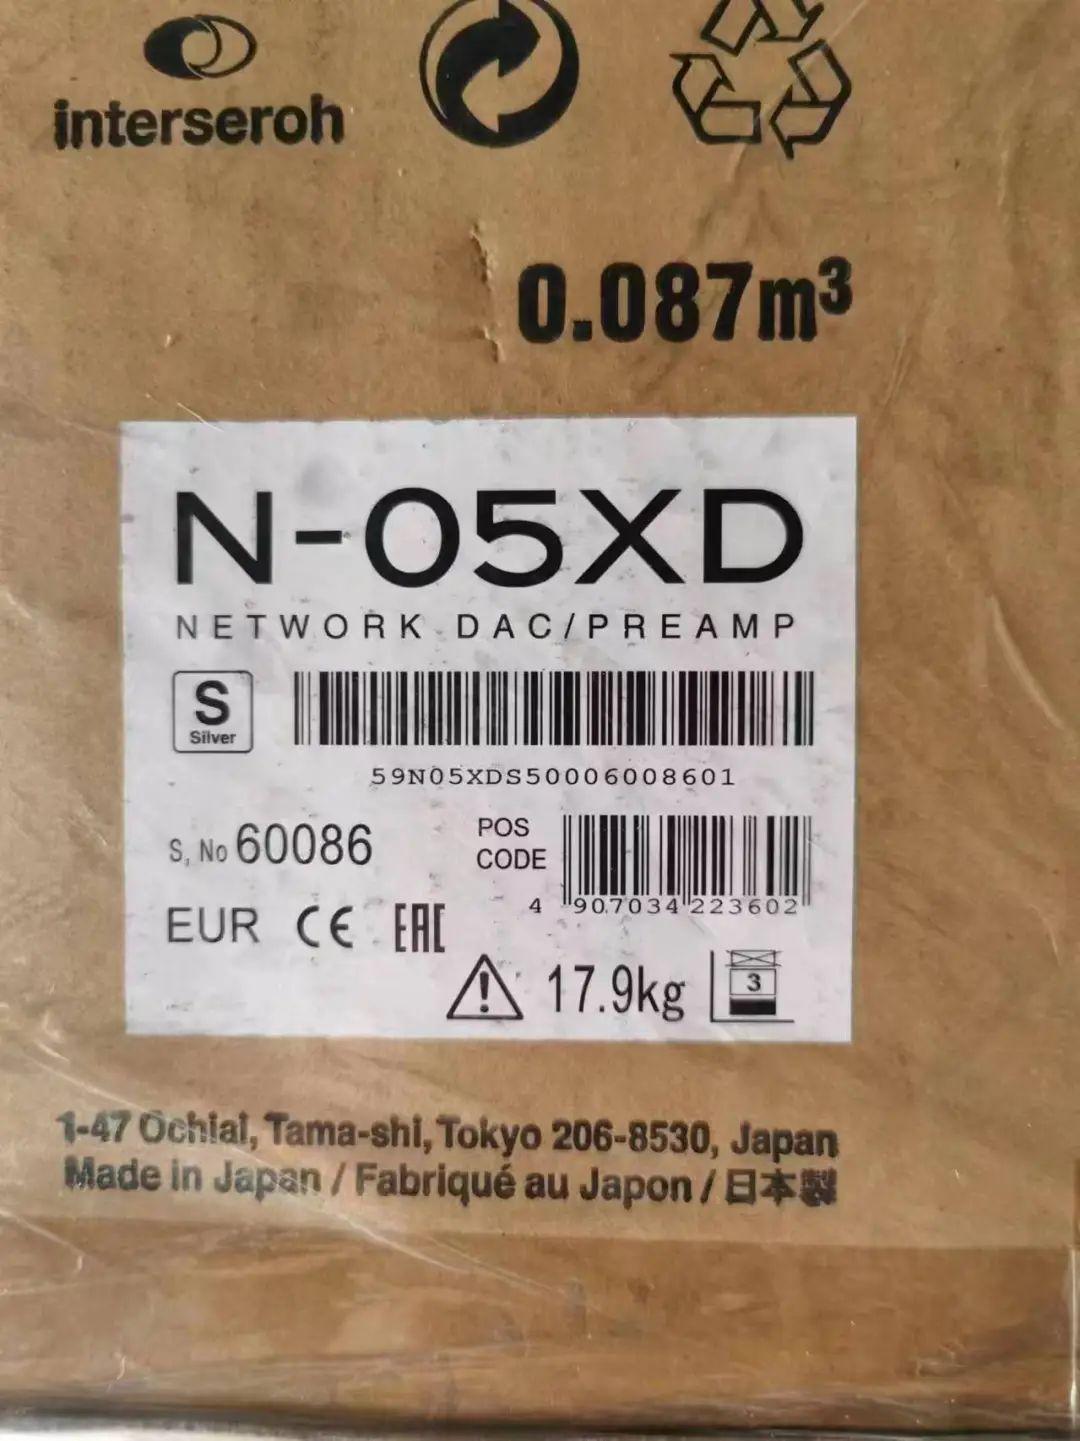 interseroh
0.087m³
N-05XD
NETWORK DAC/PREAMP
S
Silver
59N05XDS50006008601
S, No 60086
POS
CODE
4 907034 223602
EUR CE EAC
17.9kg
3
1-47 Ochiai, Tama-shi, Tokyo 206-8530, Japan
Made in Japan / Fabriqué au Japon / 日本製